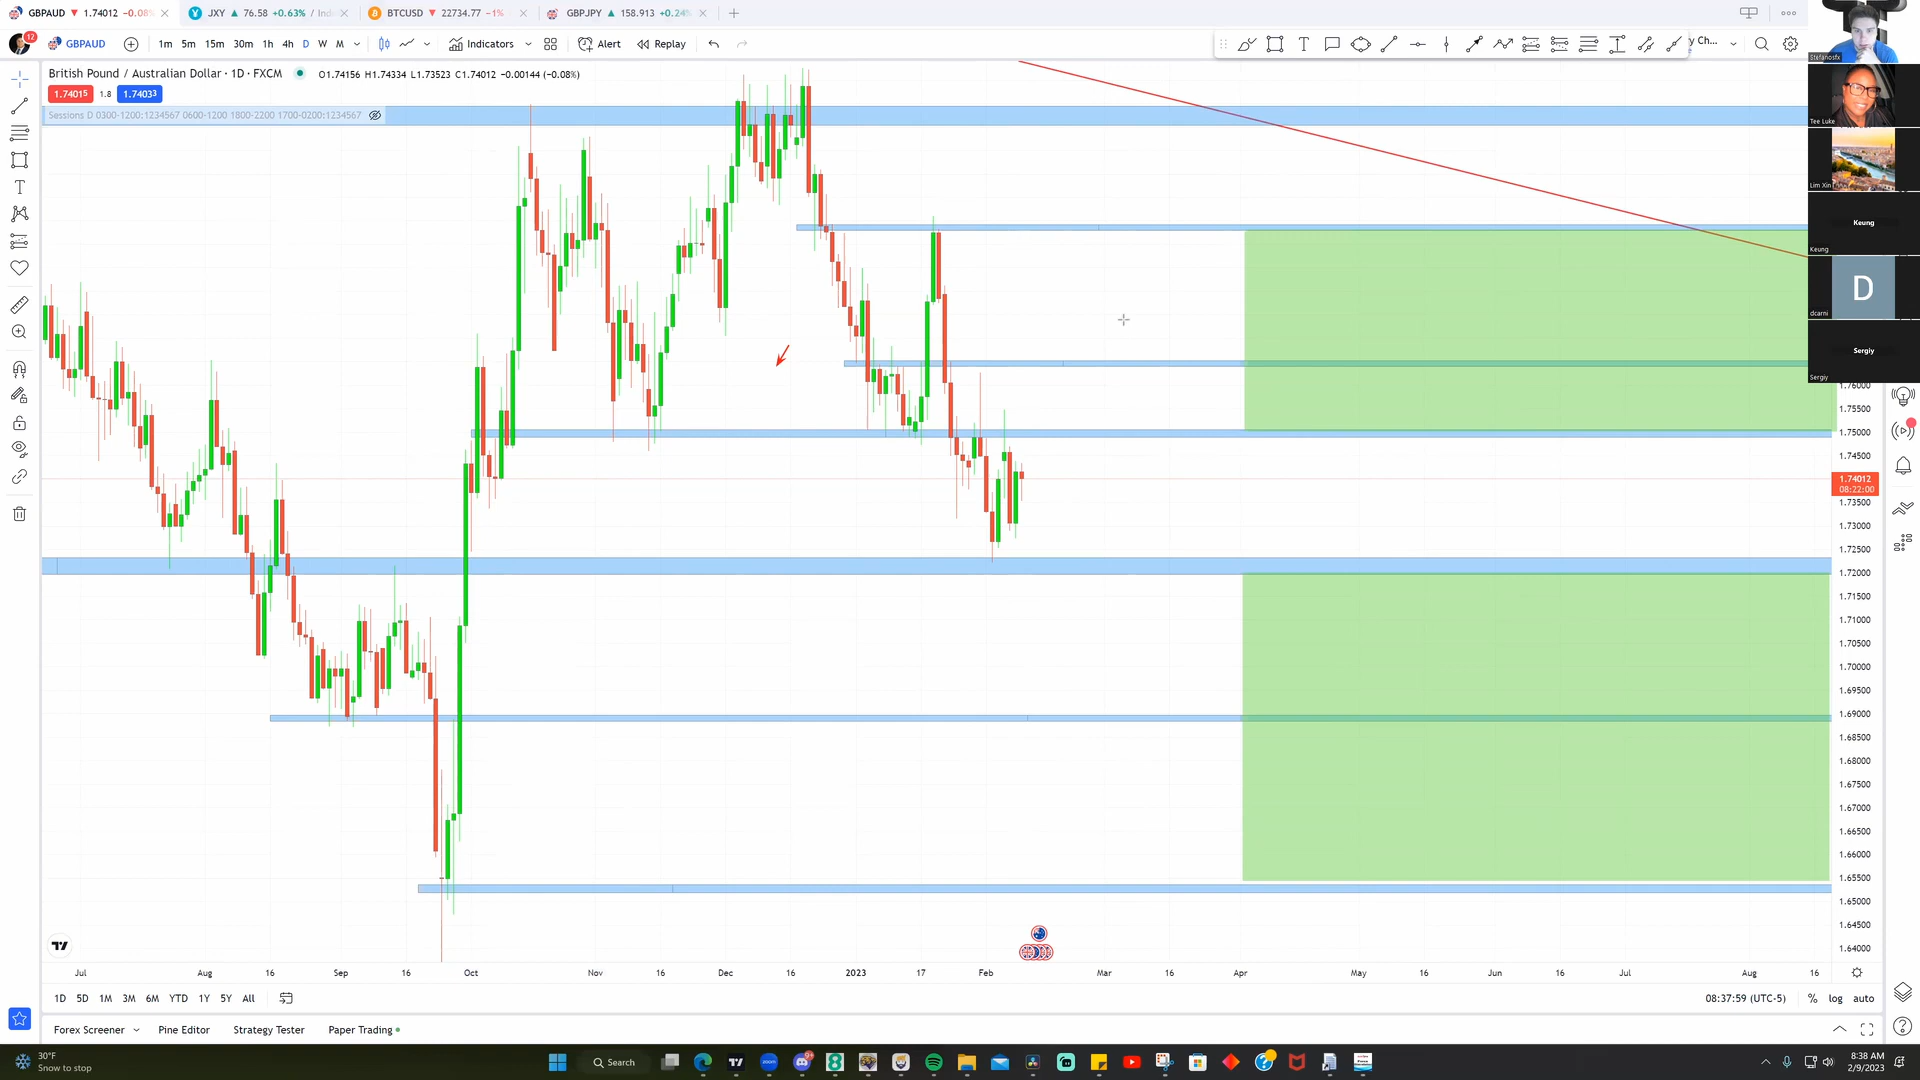 GBPAUD ▼ 1.74012 −0.08%
JXY ▲ 76.58 +0.63% / Indi
BTCUSD ▼ 22734.77 −1%
GBPJPY ▲ 158.913 +0.24%
12
GBPAUD
1m 5m 15m 30m 1h 4h D W M
Indicators
Alert
Replay
y Ch...
British Pound / Australian Dollar · 1D · FXCM
O1.74156 H1.74334 L1.73523 C1.74012 −0.00144 (−0.08%)
1.74015 1.8 1.74033
Sessions D 0300-1200:1234567 0600-1200 1800-2200 1700-0200:1234567
Stefanosfx
Tee Luke
Lim Xin
Keung
Keung
D
dcarni
Sergiy
Sergiy
1.76000
1.75500
1.75000
1.74500
1.74012
08:22:00
1.73500
1.73000
1.72500
1.72000
1.71500
1.71000
1.70500
1.70000
1.69500
1.69000
1.68500
1.68000
1.67500
1.67000
1.66500
1.66000
1.65500
1.65000
1.64500
1.64000
Jul Aug 16 Sep 16 Oct Nov 16 Dec 16 2023 17 Feb Mar 16 Apr May 16 Jun 16 Jul Aug 16
1D 5D 1M 3M 6M YTD 1Y 5Y All
08:37:59 (UTC-5) % log auto
Forex Screener Pine Editor Strategy Tester Paper Trading
30°F
Snow to stop
Search
8:38 AM
2/9/2023